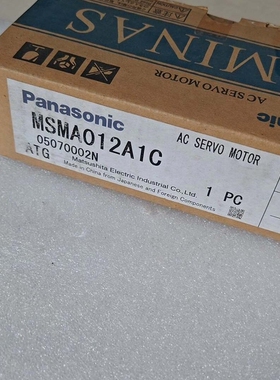 MINAS
AC SERVO MOTOR
Panasonic
MSMA012A1C
AC SERVO MOTOR
05070002N
ATG
1 PC
Matsushita Electric Industrial Co.,Ltd.
Made in China from Japanese and Foreign Components